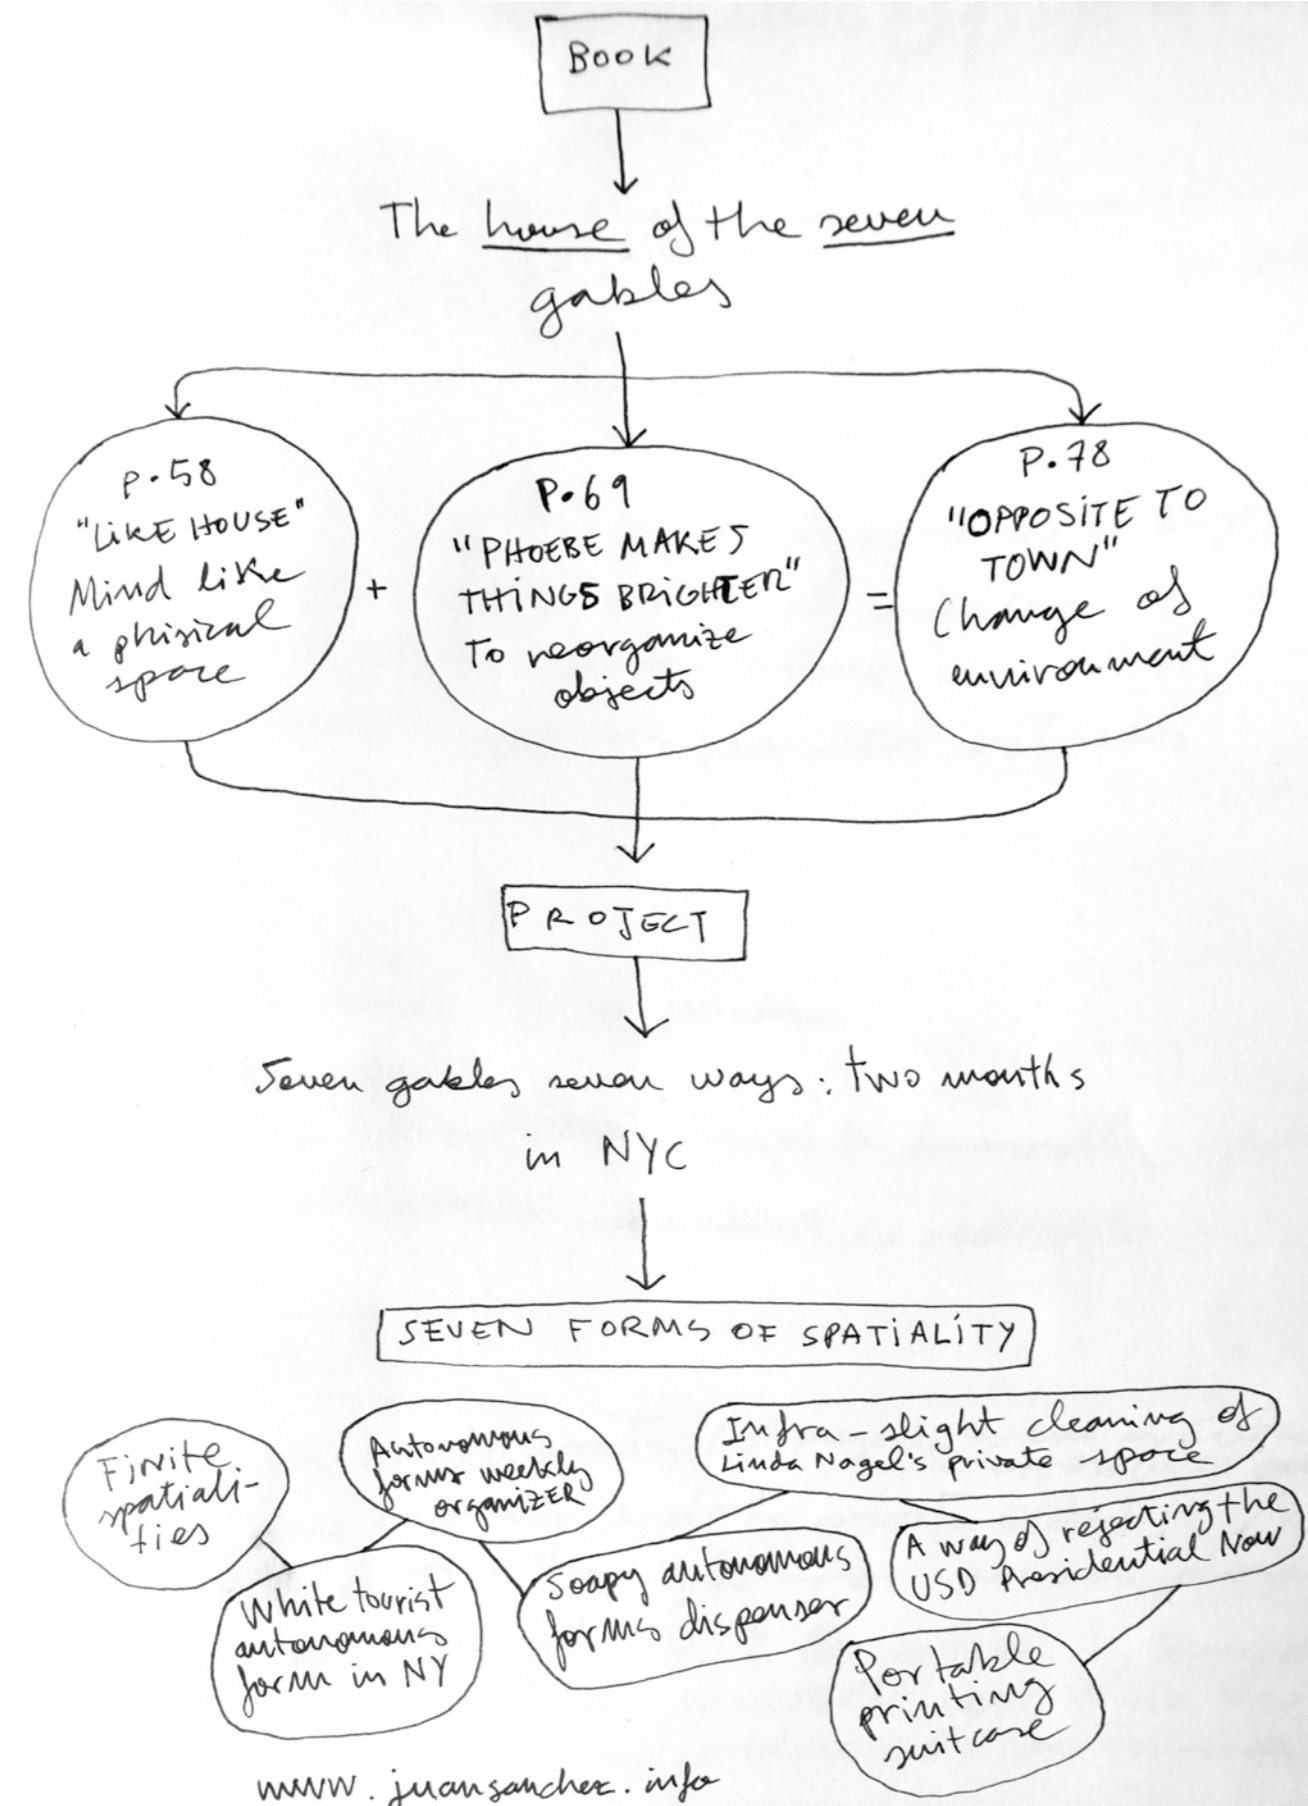 BOOK
The house of the seven
gables
P.58
"LiKE HOUSE"
Mind like
a phisical
space
+
P.69
"PHOEBE MAKES
THiNGS BRIGHTER"
To reorganize
objects
=
P.78
"OPPOSiTE TO
TOWN"
Change of
environment
PROJECT
Seven gables seven ways: two months
in NYC
SEVEN FORMS OF SPATIALiTY
Finite
spatiali-
ties
Autonomous
forms weekly
organizER
Infra-slight cleaning of
Linda Nagel's private space
White tourist
autonomous
form in NY
Soapy autonomous
forms dispenser
A way of rejecting the
USD Presidential Now
Portable
printing
suitcase
www.juansanchez.info